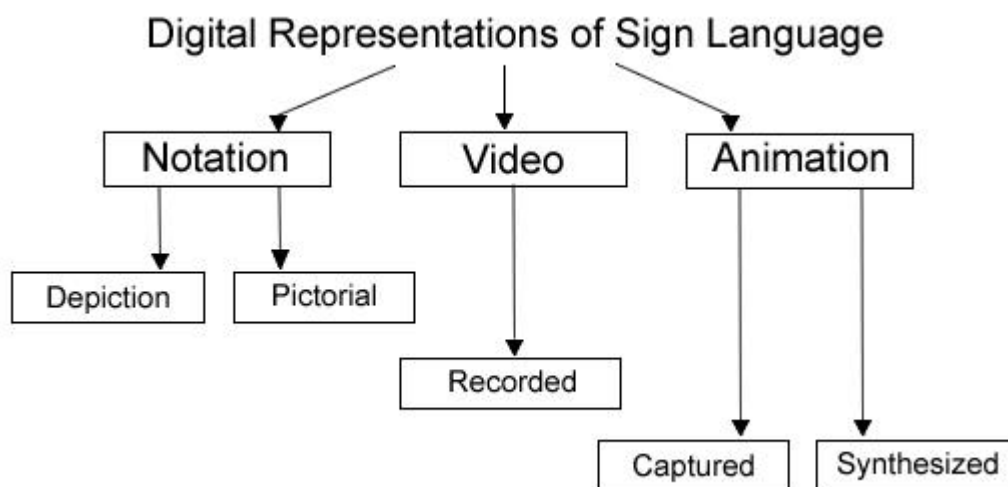 Digital Representations of Sign Language
Notation
Video
Animation
Depiction
Pictorial
Recorded
Captured
Synthesized